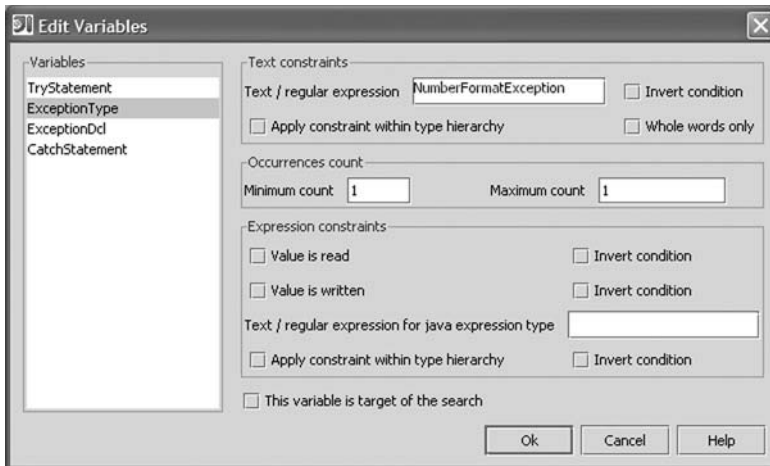 Edit Variables
Variables
TryStatement
ExceptionType
ExceptionDcl
CatchStatement
Text constraints
Text / regular expression NumberFormatException Invert condition
Apply constraint within type hierarchy Whole words only
Occurrences count
Minimum count 1 Maximum count 1
Expression constraints
Value is read Invert condition
Value is written Invert condition
Text / regular expression for java expression type
Apply constraint within type hierarchy Invert condition
This variable is target of the search
Ok Cancel Help